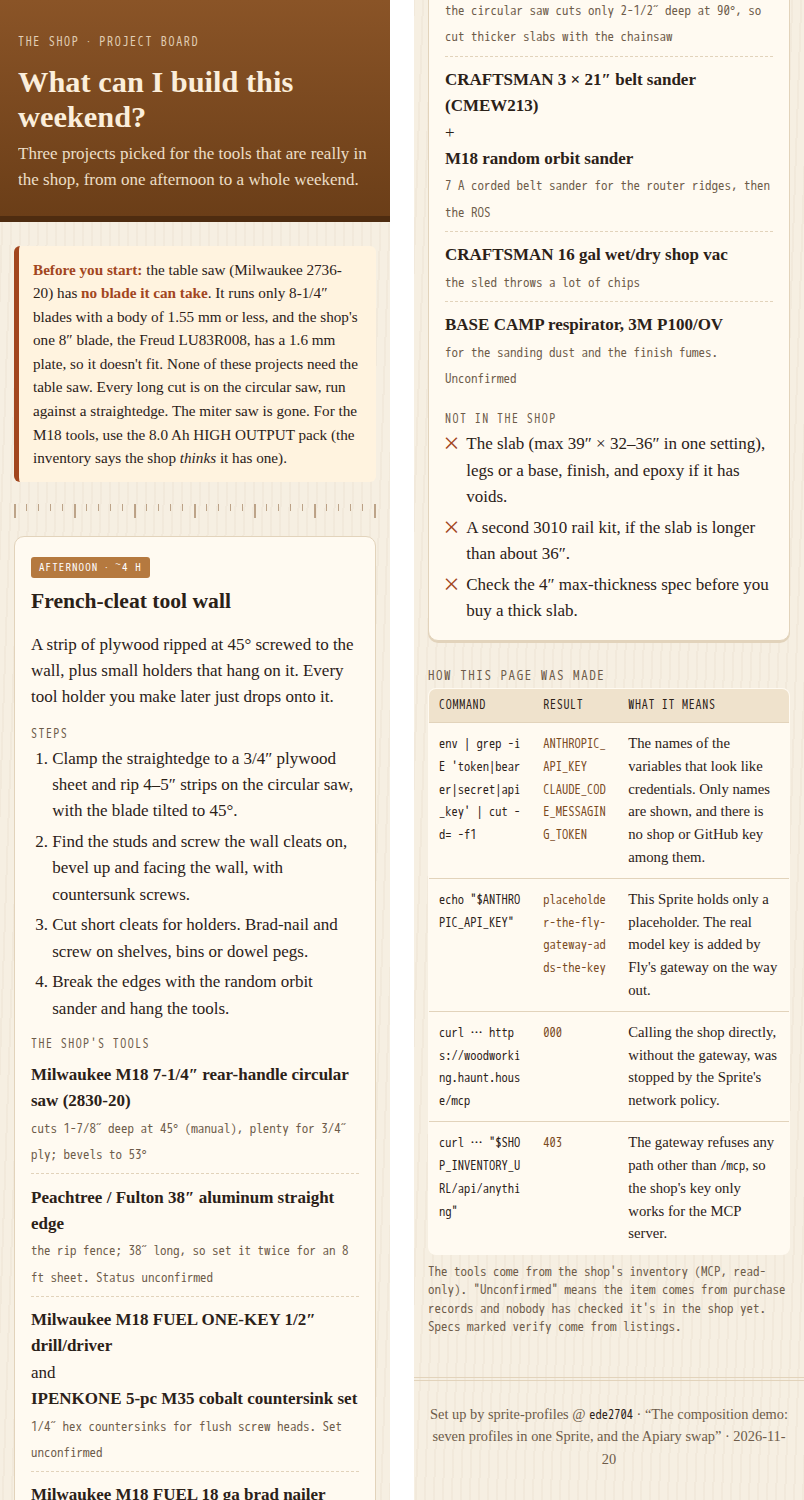 THE SHOP · PROJECT BOARD
What can I build this
weekend?
Three projects picked for the tools that are really in
the shop, from one afternoon to a whole weekend.
Before you start: the table saw (Milwaukee 2736-
20) has no blade it can take. It runs only 8-1/4″
blades with a body of 1.55 mm or less, and the shop's
one 8″ blade, the Freud LU83R008, has a 1.6 mm
plate, so it doesn't fit. None of these projects need the
table saw. Every long cut is on the circular saw, run
against a straightedge. The miter saw is gone. For the
M18 tools, use the 8.0 Ah HIGH OUTPUT pack (the
inventory says the shop thinks it has one).
AFTERNOON · ~4 H
French-cleat tool wall
A strip of plywood ripped at 45° screwed to the
wall, plus small holders that hang on it. Every
tool holder you make later just drops onto it.
STEPS
1. Clamp the straightedge to a 3/4″ plywood
sheet and rip 4–5″ strips on the circular saw,
with the blade tilted to 45°.
2. Find the studs and screw the wall cleats on,
bevel up and facing the wall, with
countersunk screws.
3. Cut short cleats for holders. Brad-nail and
screw on shelves, bins or dowel pegs.
4. Break the edges with the random orbit
sander and hang the tools.
THE SHOP'S TOOLS
Milwaukee M18 7-1/4″ rear-handle circular
saw (2830-20)
cuts 1-7/8″ deep at 45° (manual), plenty for 3/4″
ply; bevels to 53°
Peachtree / Fulton 38″ aluminum straight
edge
the rip fence; 38″ long, so set it twice for an 8
ft sheet. Status unconfirmed
Milwaukee M18 FUEL ONE-KEY 1/2″
drill/driver
and
IPENKONE 5-pc M35 cobalt countersink set
1/4″ hex countersinks for flush screw heads. Set
unconfirmed
Milwaukee M18 FUEL 18 ga brad nailer
the circular saw cuts only 2-1/2″ deep at 90°, so
cut thicker slabs with the chainsaw
CRAFTSMAN 3 × 21″ belt sander
(CMEW213)
+
M18 random orbit sander
7 A corded belt sander for the router ridges, then
the ROS
CRAFTSMAN 16 gal wet/dry shop vac
the sled throws a lot of chips
BASE CAMP respirator, 3M P100/OV
for the sanding dust and the finish fumes.
Unconfirmed
NOT IN THE SHOP
The slab (max 39″ × 32–36″ in one setting),
legs or a base, finish, and epoxy if it has
voids.
A second 3010 rail kit, if the slab is longer
than about 36″.
Check the 4″ max-thickness spec before you
buy a thick slab.
HOW THIS PAGE WAS MADE
COMMAND RESULT WHAT IT MEANS
env | grep -i ANTHROPIC_ The names of the
E 'token|bear API_KEY variables that look like
er|secret|api CLAUDE_COD credentials. Only names
_key' | cut - E_MESSAGIN are shown, and there is
d= -f1 G_TOKEN no shop or GitHub key
among them.
echo "$ANTHRO placeholde This Sprite holds only a
PIC_API_KEY" r-the-fly- placeholder. The real
gateway-ad model key is added by
ds-the-key Fly's gateway on the way
out.
curl ⋯ http 000 Calling the shop directly,
s://woodworki without the gateway, was
ng.haunt.hous stopped by the Sprite's
e/mcp network policy.
curl ⋯ "$SHO 403 The gateway refuses any
P_INVENTORY_U path other than /mcp, so
RL/api/anythi the shop's key only
ng" works for the MCP
server.
The tools come from the shop's inventory (MCP, read-
only). "Unconfirmed" means the item comes from purchase
records and nobody has checked it's in the shop yet.
Specs marked verify come from listings.
Set up by sprite-profiles @ ede2704 · “The composition demo:
seven profiles in one Sprite, and the Apiary swap” · 2026-11-
20